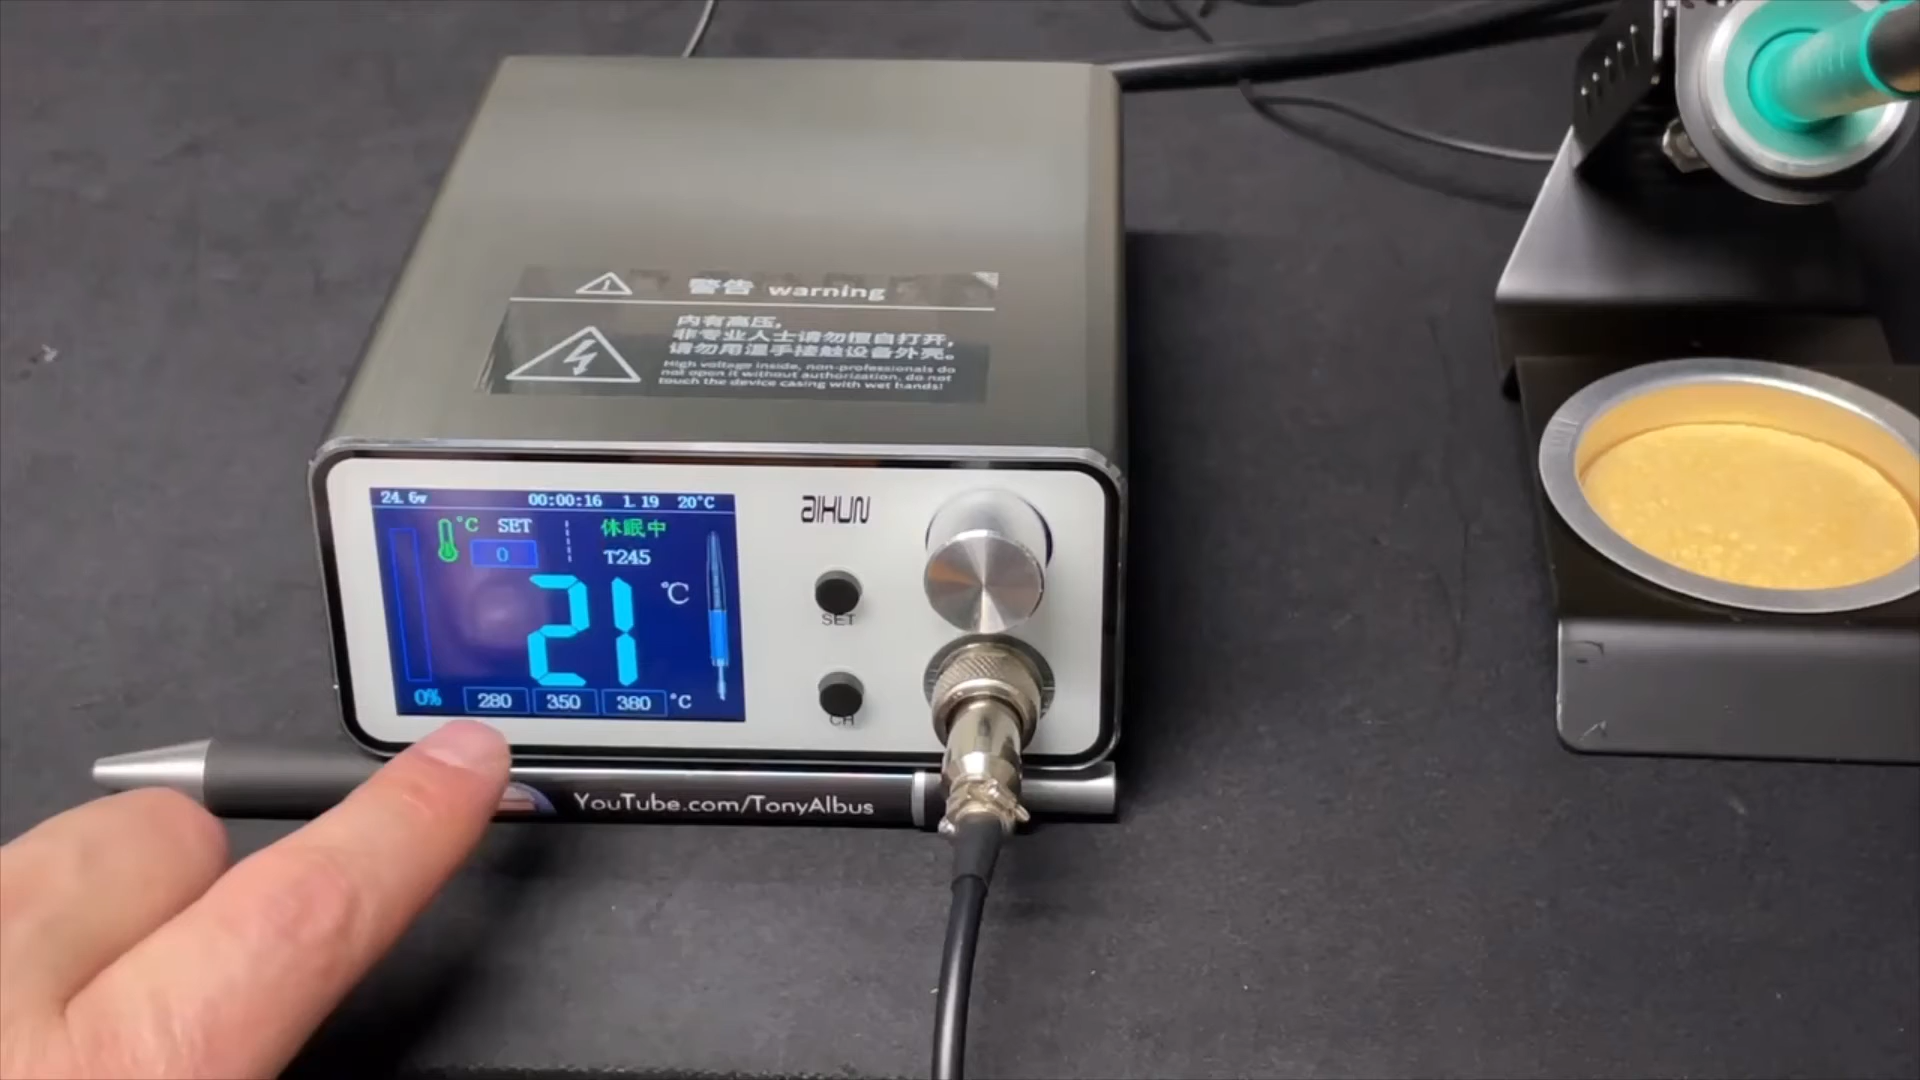 警告 warning
内有高压,
非专业人士请勿擅自打开,
请勿用湿手接触设备外壳。
High voltage inside, non-professionals do
not open it without authorization, do not
touch the device casing with wet hands!
24.6v 00:00:16 1.19 20°C
°C SET 休眠中
0 T245
21 °C
0% 280 350 380 °C
AIXUN
SET
CH
YouTube.com/TonyAlbus